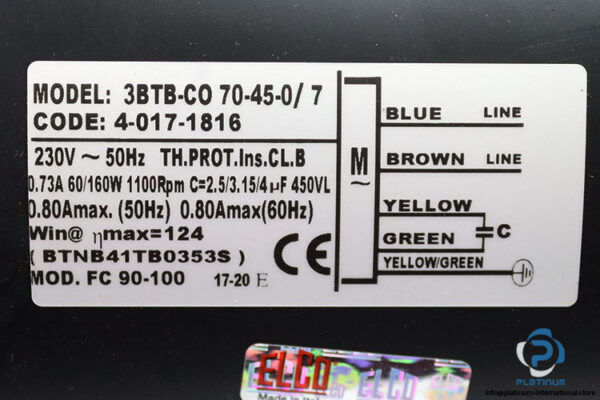 MODEL: 3BTB-CO 70-45-0/ 7
CODE: 4-017-1816
230V ~ 50Hz TH.PROT.Ins.CL.B
0.73A 60/160W 1100Rpm C=2.5/3.15/4µF 450VL
0.80Amax. (50Hz) 0.80Amax(60Hz)
Win@ ηmax=124
( BTNB41TB0353S )
MOD. FC 90-100 17-20 E
CE
M
~
BLUE LINE
BROWN LINE
YELLOW
C
GREEN
YELLOW/GREEN
ELCO
Made in
PLATINUM
info@platinum-international.store